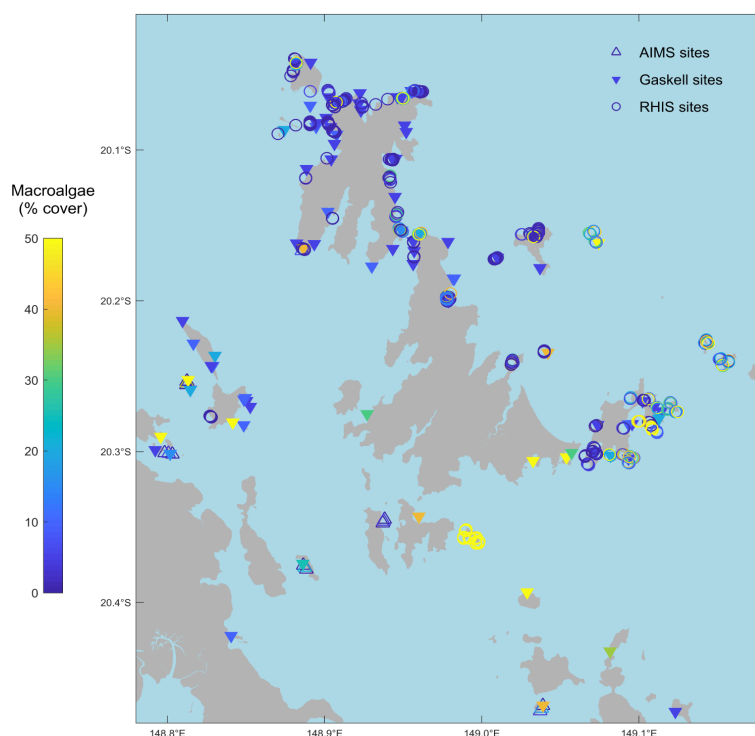 AIMS sites
Gaskell sites
RHIS sites
Macroalgae
(% cover)
50
40
30
20
10
0
20.1°S
20.2°S
20.3°S
20.4°S
148.8°E
148.9°E
149.0°E
149.1°E